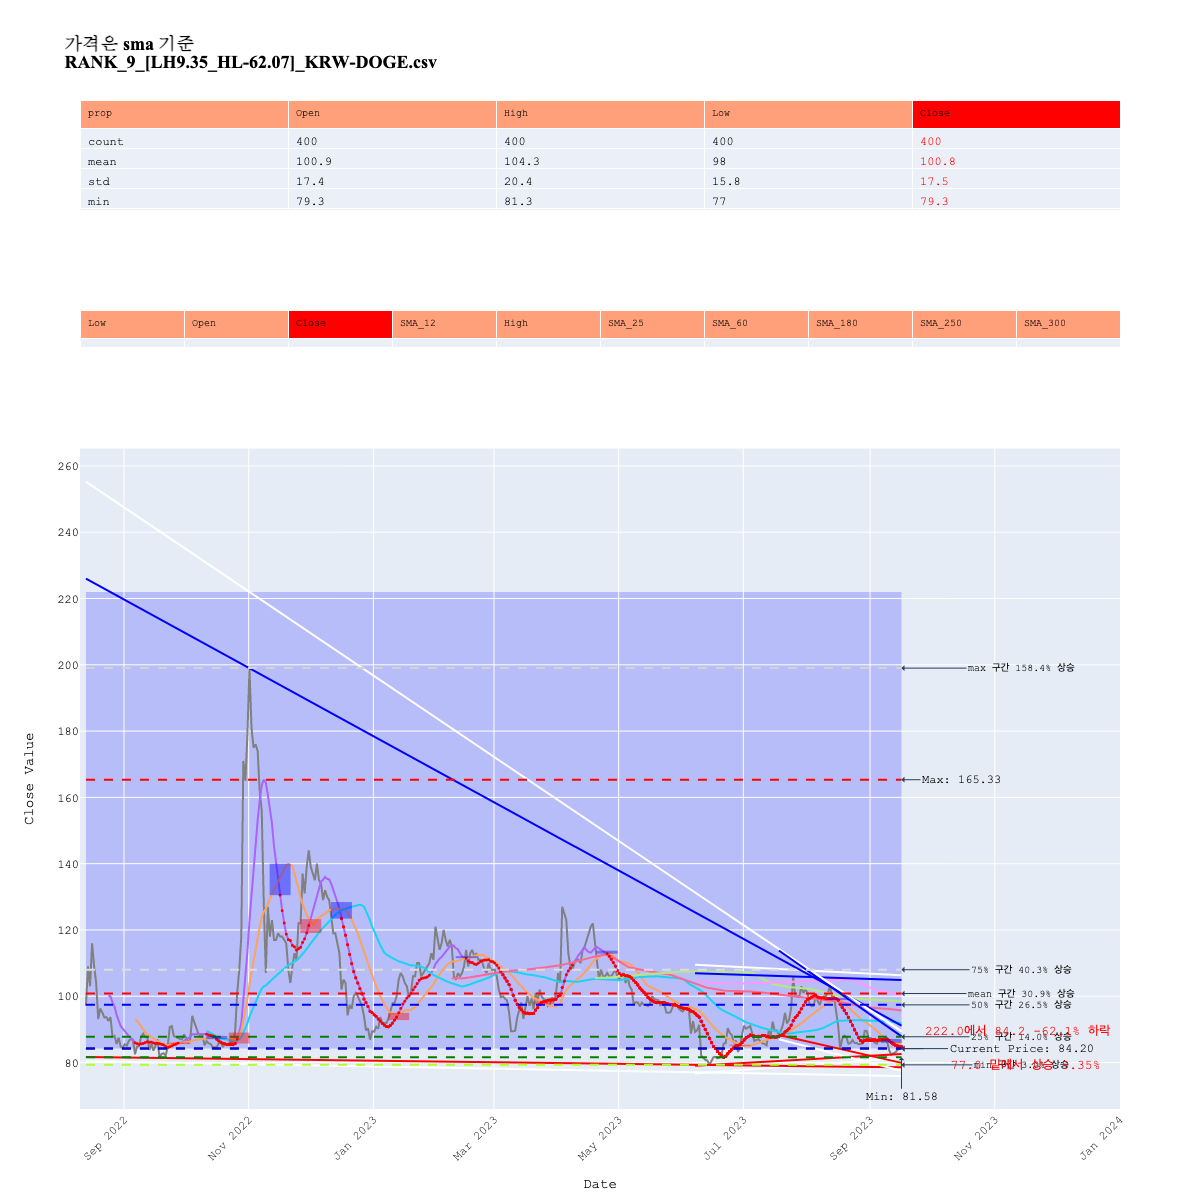 가격은 sma 기준
RANK_9_[LH9.35_HL-62.07]_KRW-DOGE.csv
prop Open High Low Close
count 400 400 400 400
mean 100.9 104.3 98 100.8
std 17.4 20.4 15.8 17.5
min 79.3 81.3 77 79.3
Low Open Close SMA_12 High SMA_25 SMA_60 SMA_180 SMA_250 SMA_300
260
240
220
200
180
160
140
120
100
80
Close Value
max 구간 158.4% 상승
Max: 165.33
75% 구간 40.3% 상승
mean 구간 30.9% 상승
50% 구간 26.5% 상승
222.0에서 84.2 -62.1% 하락
25% 구간 14.0% 상승
Current Price: 84.20
Min: 81.58
Sep 2022
Nov 2022
Jan 2023
Mar 2023
May 2023
Jul 2023
Sep 2023
Nov 2023
Jan 2024
Date